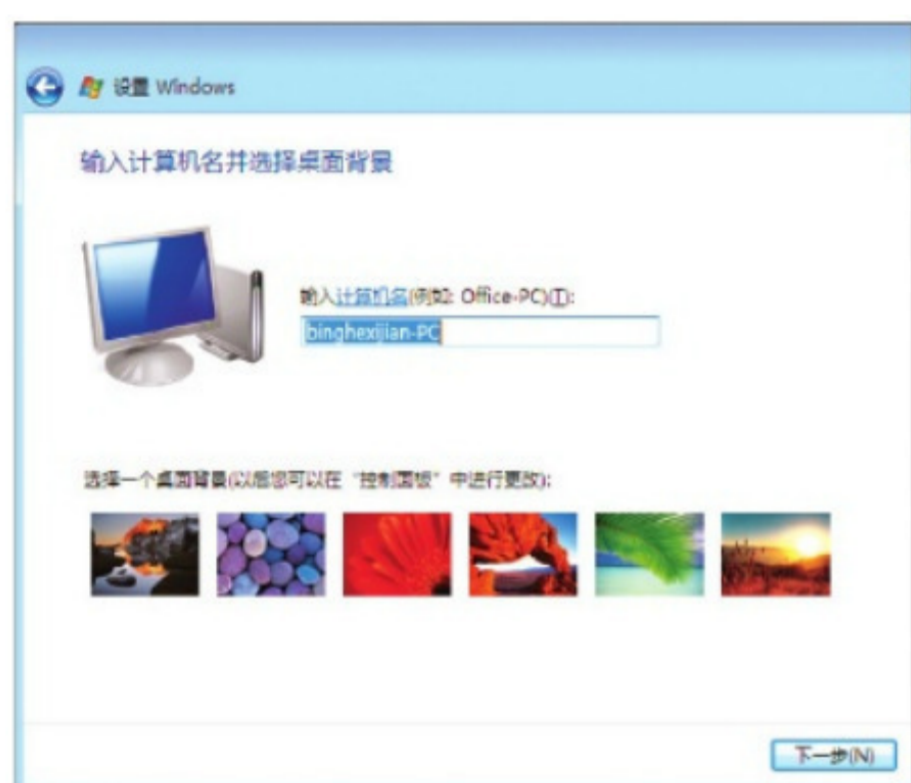 设置 Windows
输入计算机名并选择桌面背景
输入计算机名(例如: Office-PC)(T):
binghexijian-PC
选择一个桌面背景(以后您可以在“控制面板”中进行更改):
下一步(N)